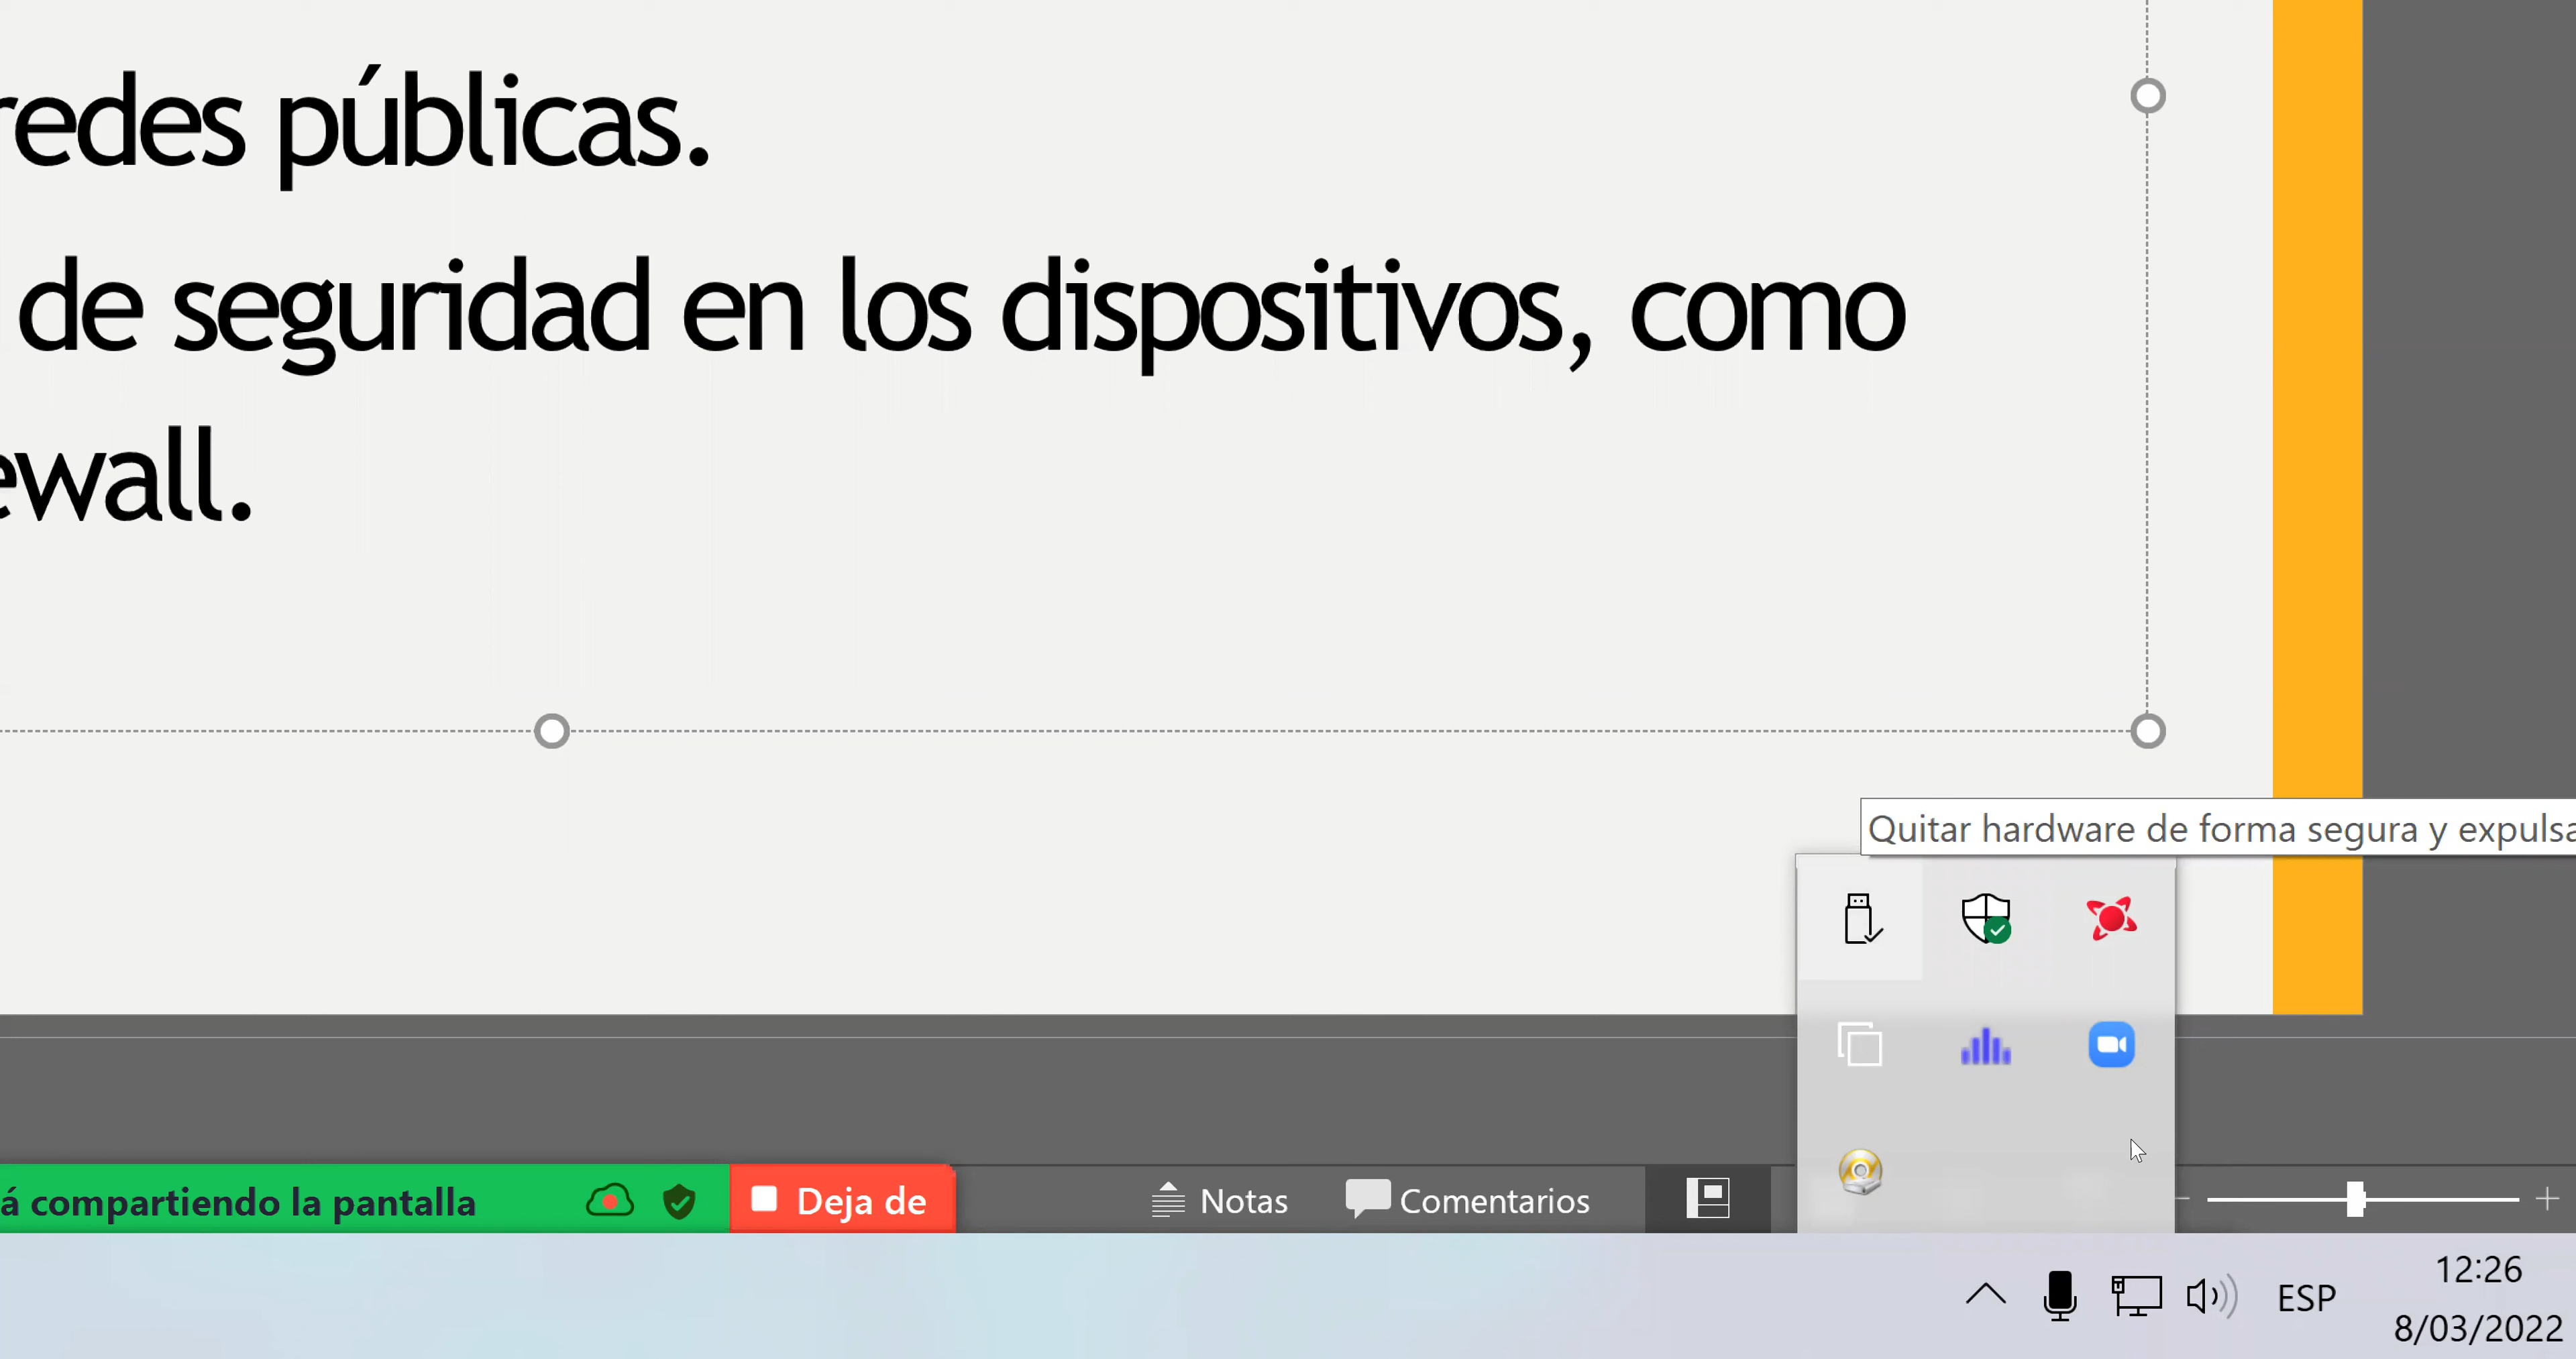 redes públicas.
de seguridad en los dispositivos, como
ewall.
Quitar hardware de forma segura y expulsa
á compartiendo la pantalla
Deja de
Notas
Comentarios
ESP
12:26
8/03/2022